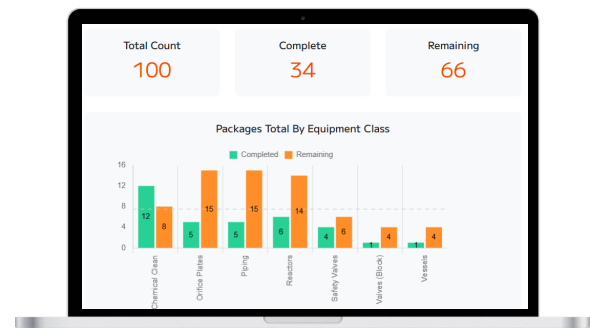 Total Count
Complete
Remaining
100
34
66
Packages Total By Equipment Class
Completed
Remaining
16
12
8
4
0
12
8
5
15
5
15
6
14
4
6
1
4
1
4
Chemical Clean
Orifice Plates
Piping
Reactors
Safety Valves
Valves (Block)
Vessels